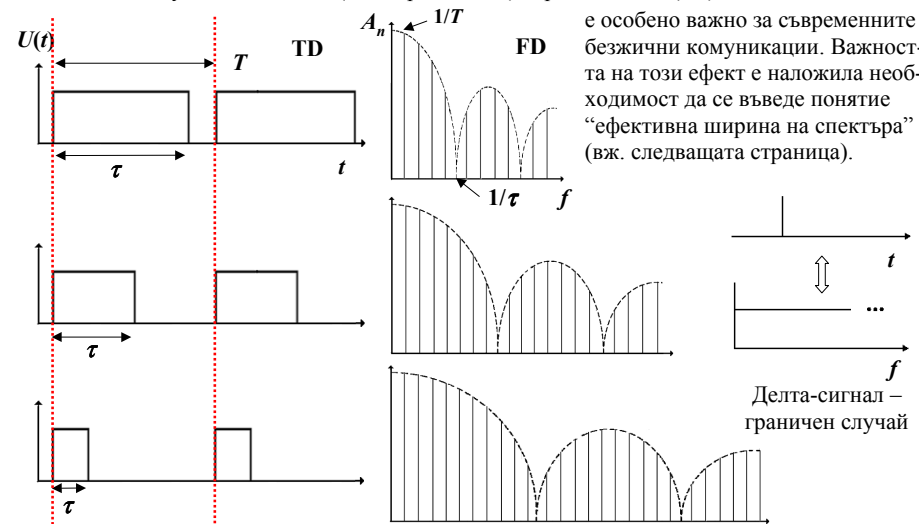 е особено важно за съвременните
безжични комуникации. Важност-
та на този ефект е наложила необ-
ходимост да се въведе понятие
“ефективна ширина на спектъра”
(вж. следващата страница).
U(t)
TD
T
τ
t
Aₙ
1/T
FD
1/τ
f
τ
t
...
f
Делта-сигнал –
граничен случай
τ